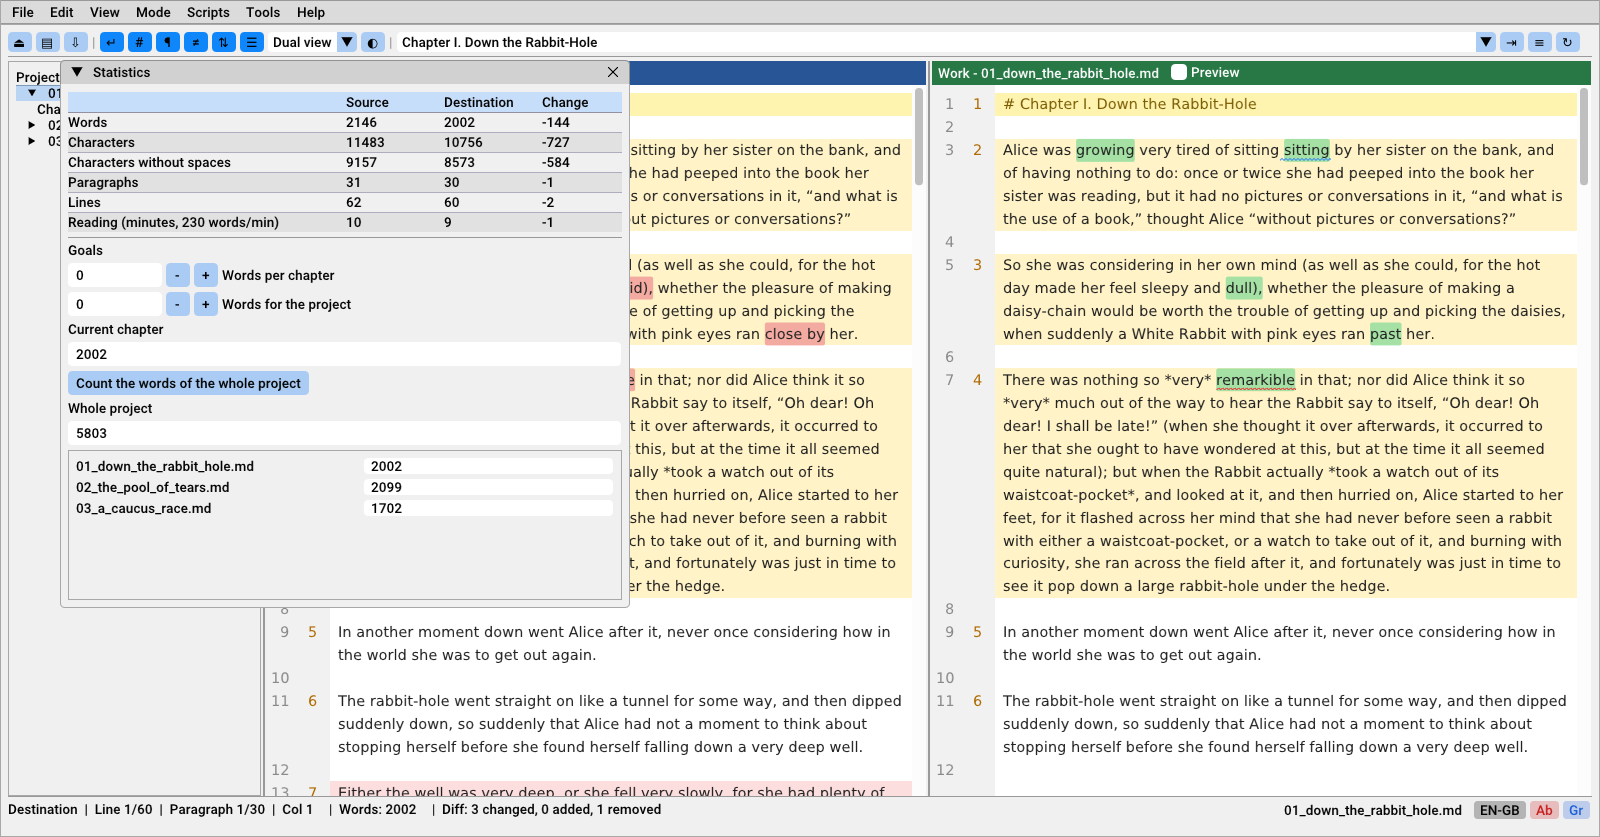 File Edit View Mode Scripts Tools Help
Dual view Chapter I. Down the Rabbit-Hole
Project
01
Cha
02
03
Statistics
Source Destination Change
Words 2146 2002 -144
Characters 11483 10756 -727
Characters without spaces 9157 8573 -584
Paragraphs 31 30 -1
Lines 62 60 -2
Reading (minutes, 230 words/min) 10 9 -1
Goals
0 - + Words per chapter
0 - + Words for the project
Current chapter
2002
Count the words of the whole project
Whole project
5803
01_down_the_rabbit_hole.md 2002
02_the_pool_of_tears.md 2099
03_a_caucus_race.md 1702
sitting by her sister on the bank, and
he had peeped into the book her
s or conversations in it, “and what is
ut pictures or conversations?”
(as well as she could, for the hot
id), whether the pleasure of making
e of getting up and picking the
with pink eyes ran close by her.
e in that; nor did Alice think it so
Rabbit say to itself, “Oh dear! Oh
t it over afterwards, it occurred to
this, but at the time it all seemed
ually *took a watch out of its
then hurried on, Alice started to her
she had never before seen a rabbit
ch to take out of it, and burning with
t, and fortunately was just in time to
er the hedge.
8
9 5 In another moment down went Alice after it, never once considering how in
the world she was to get out again.
10
11 6 The rabbit-hole went straight on like a tunnel for some way, and then dipped
suddenly down, so suddenly that Alice had not a moment to think about
stopping herself before she found herself falling down a very deep well.
12
13 7 Either the well was very deep, or she fell very slowly, for she had plenty of
Work - 01_down_the_rabbit_hole.md Preview
1 1 # Chapter I. Down the Rabbit-Hole
2
3 2 Alice was growing very tired of sitting sitting by her sister on the bank, and
of having nothing to do: once or twice she had peeped into the book her
sister was reading, but it had no pictures or conversations in it, “and what is
the use of a book,” thought Alice “without pictures or conversations?”
4
5 3 So she was considering in her own mind (as well as she could, for the hot
day made her feel sleepy and dull), whether the pleasure of making a
daisy-chain would be worth the trouble of getting up and picking the daisies,
when suddenly a White Rabbit with pink eyes ran past her.
6
7 4 There was nothing so *very* remarkible in that; nor did Alice think it so
*very* much out of the way to hear the Rabbit say to itself, “Oh dear! Oh
dear! I shall be late!” (when she thought it over afterwards, it occurred to
her that she ought to have wondered at this, but at the time it all seemed
quite natural); but when the Rabbit actually *took a watch out of its
waistcoat-pocket*, and looked at it, and then hurried on, Alice started to her
feet, for it flashed across her mind that she had never before seen a rabbit
with either a waistcoat-pocket, or a watch to take out of it, and burning with
curiosity, she ran across the field after it, and fortunately was just in time to
see it pop down a large rabbit-hole under the hedge.
8
9 5 In another moment down went Alice after it, never once considering how in
the world she was to get out again.
10
11 6 The rabbit-hole went straight on like a tunnel for some way, and then dipped
suddenly down, so suddenly that Alice had not a moment to think about
stopping herself before she found herself falling down a very deep well.
12
Destination | Line 1/60 | Paragraph 1/30 | Col 1 | Words: 2002 | Diff: 3 changed, 0 added, 1 removed
01_down_the_rabbit_hole.md EN-GB Ab Gr